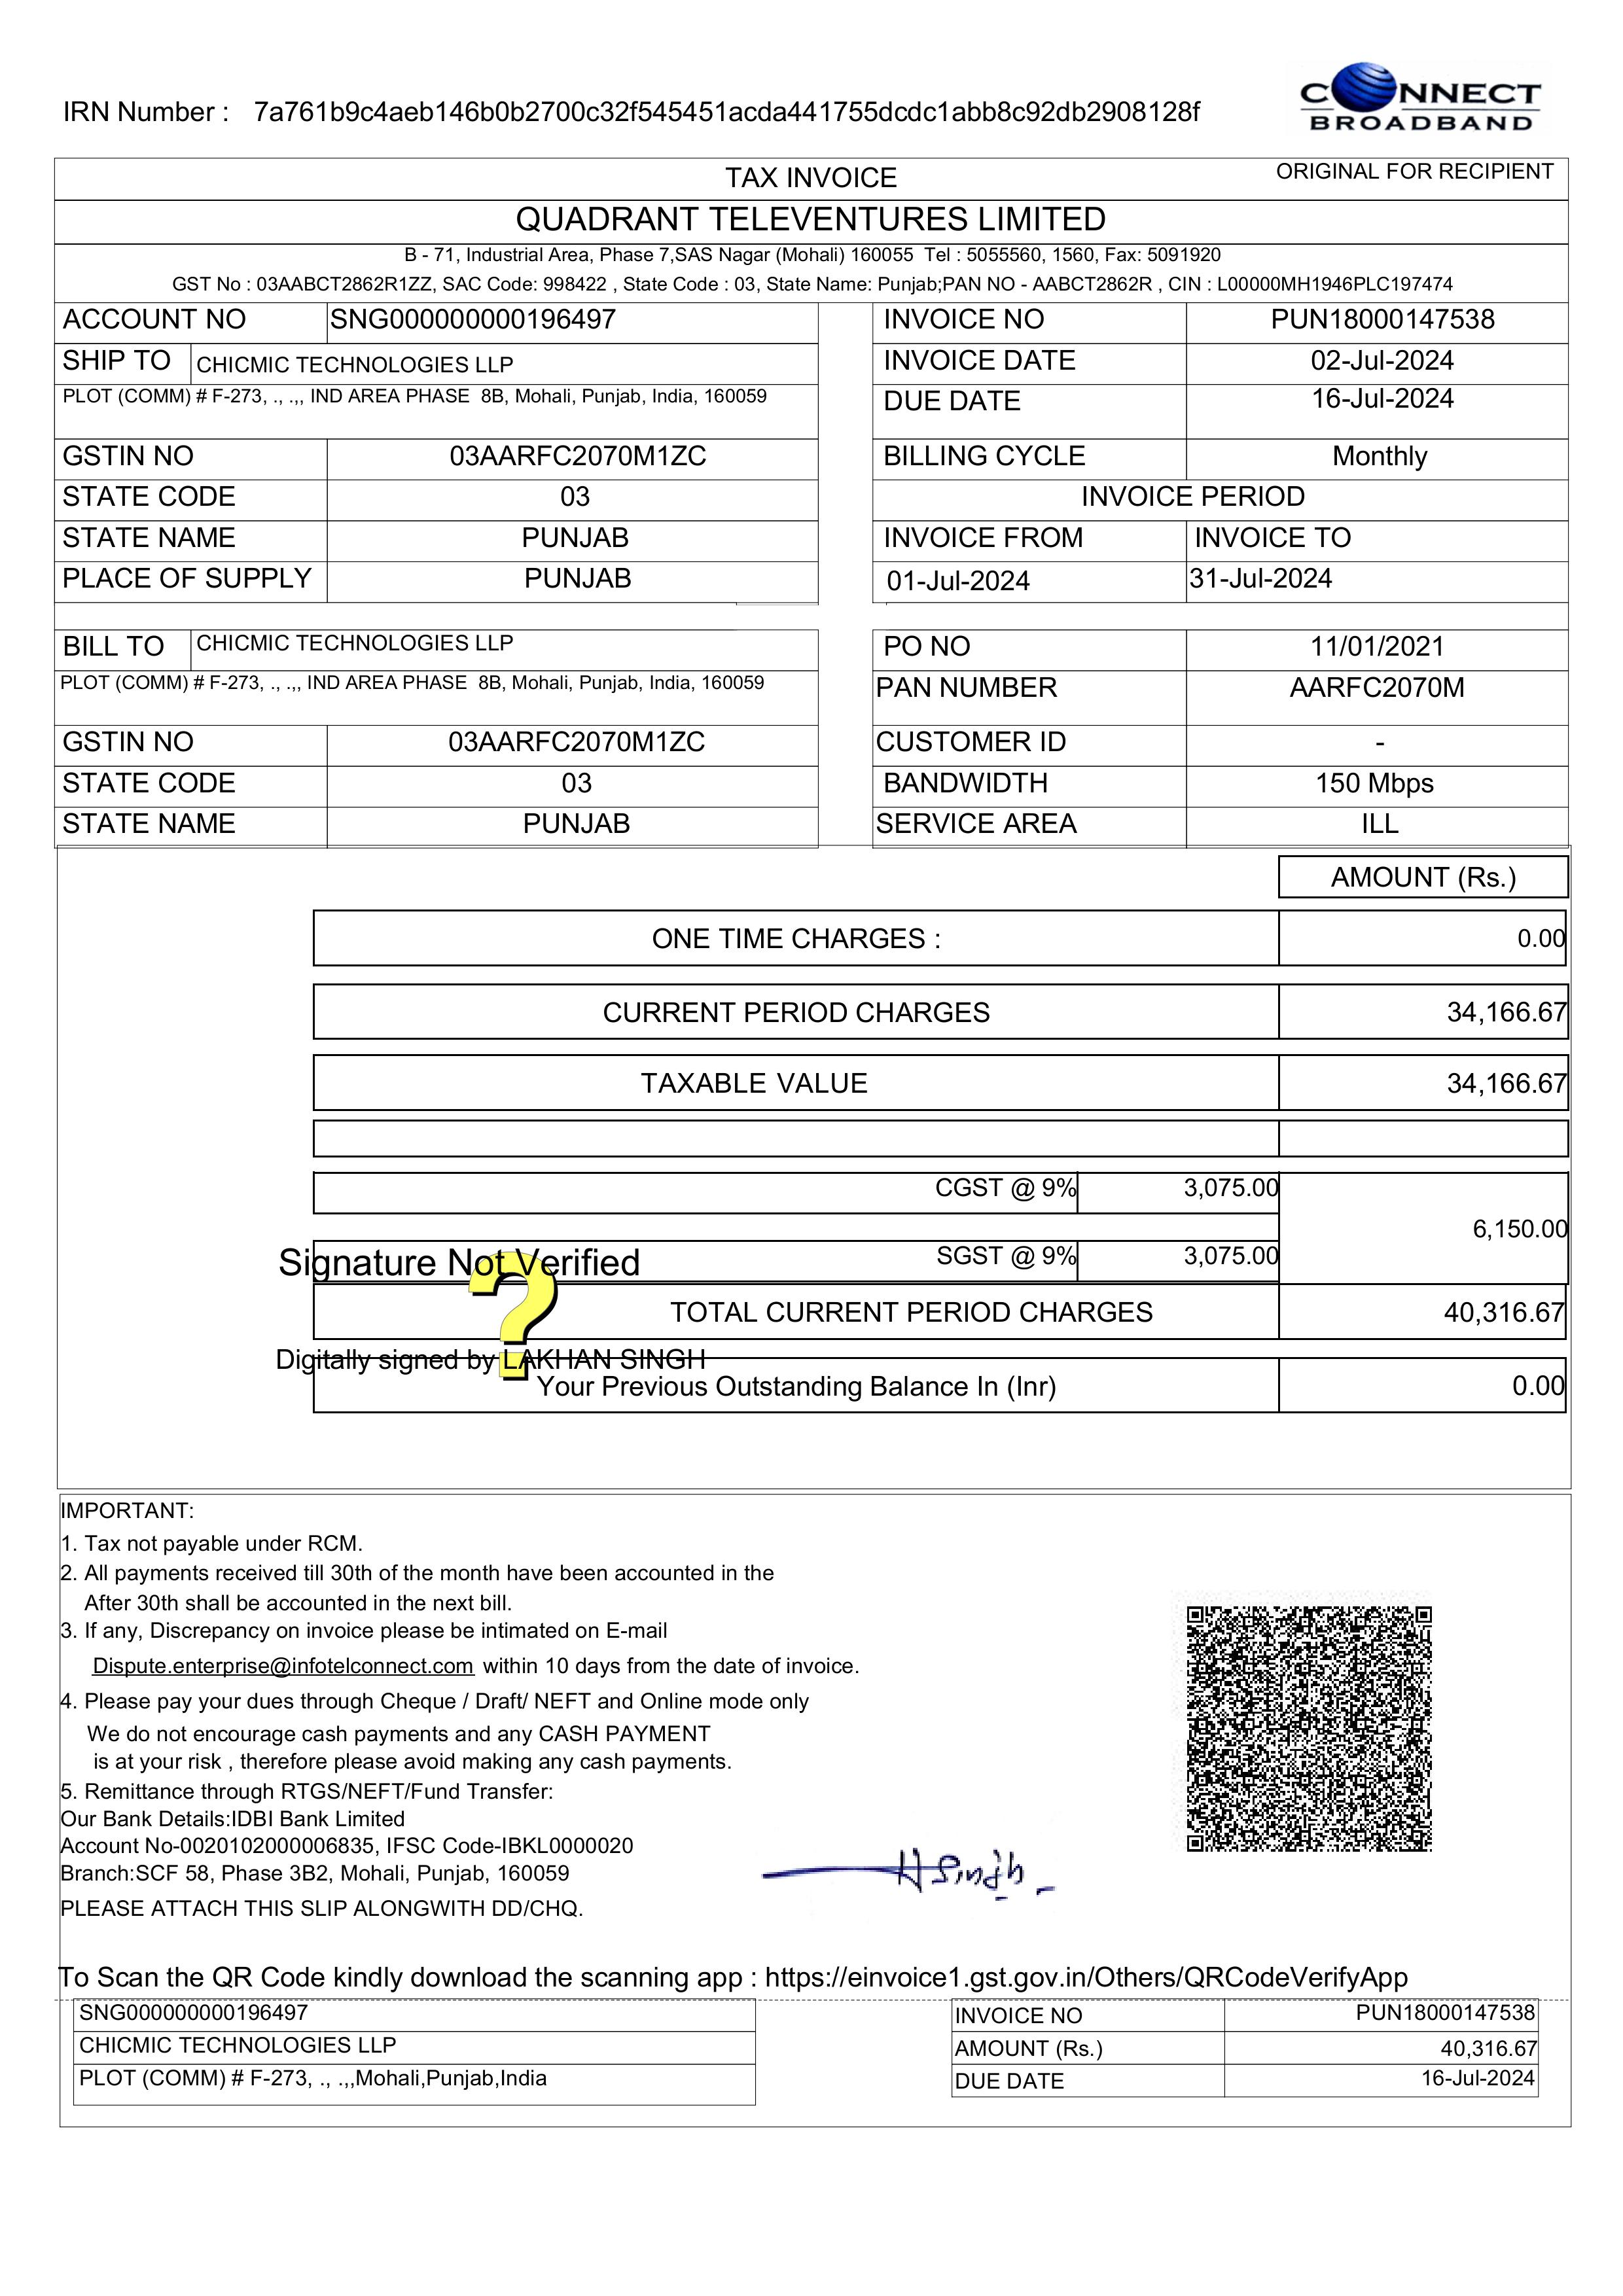 CONNECT
BROADBAND
IRN Number : 7a761b9c4aeb146b0b2700c32f545451acda441755dcdc1abb8c92db2908128f
TAX INVOICE
ORIGINAL FOR RECIPIENT
QUADRANT TELEVENTURES LIMITED
B - 71, Industrial Area, Phase 7,SAS Nagar (Mohali) 160055 Tel : 5055560, 1560, Fax: 5091920
GST No : 03AABCT2862R1ZZ, SAC Code: 998422 , State Code : 03, State Name: Punjab;PAN NO - AABCT2862R , CIN : L00000MH1946PLC197474
ACCOUNT NO SNG000000000196497
SHIP TO CHICMIC TECHNOLOGIES LLP
PLOT (COMM) # F-273, ., .,, IND AREA PHASE 8B, Mohali, Punjab, India, 160059
GSTIN NO 03AARFC2070M1ZC
STATE CODE 03
STATE NAME PUNJAB
PLACE OF SUPPLY PUNJAB
INVOICE NO PUN18000147538
INVOICE DATE 02-Jul-2024
DUE DATE 16-Jul-2024
BILLING CYCLE Monthly
INVOICE PERIOD
INVOICE FROM INVOICE TO
01-Jul-2024 31-Jul-2024
BILL TO CHICMIC TECHNOLOGIES LLP
PLOT (COMM) # F-273, ., .,, IND AREA PHASE 8B, Mohali, Punjab, India, 160059
GSTIN NO 03AARFC2070M1ZC
STATE CODE 03
STATE NAME PUNJAB
PO NO 11/01/2021
PAN NUMBER AARFC2070M
CUSTOMER ID -
BANDWIDTH 150 Mbps
SERVICE AREA ILL
AMOUNT (Rs.)
ONE TIME CHARGES : 0.00
CURRENT PERIOD CHARGES 34,166.67
TAXABLE VALUE 34,166.67
CGST @ 9% 3,075.00
6,150.00
SGST @ 9% 3,075.00
Signature Not Verified
?
TOTAL CURRENT PERIOD CHARGES 40,316.67
Digitally signed by LAKHAN SINGH
Your Previous Outstanding Balance In (Inr) 0.00
IMPORTANT:
1. Tax not payable under RCM.
2. All payments received till 30th of the month have been accounted in the
After 30th shall be accounted in the next bill.
3. If any, Discrepancy on invoice please be intimated on E-mail
Dispute.enterprise@infotelconnect.com within 10 days from the date of invoice.
4. Please pay your dues through Cheque / Draft/ NEFT and Online mode only
We do not encourage cash payments and any CASH PAYMENT
is at your risk , therefore please avoid making any cash payments.
5. Remittance through RTGS/NEFT/Fund Transfer:
Our Bank Details:IDBI Bank Limited
Account No-0020102000006835, IFSC Code-IBKL0000020
Branch:SCF 58, Phase 3B2, Mohali, Punjab, 160059
PLEASE ATTACH THIS SLIP ALONGWITH DD/CHQ.
To Scan the QR Code kindly download the scanning app : https://einvoice1.gst.gov.in/Others/QRCodeVerifyApp
SNG000000000196497
CHICMIC TECHNOLOGIES LLP
PLOT (COMM) # F-273, ., .,,Mohali,Punjab,India
INVOICE NO PUN18000147538
AMOUNT (Rs.) 40,316.67
DUE DATE 16-Jul-2024